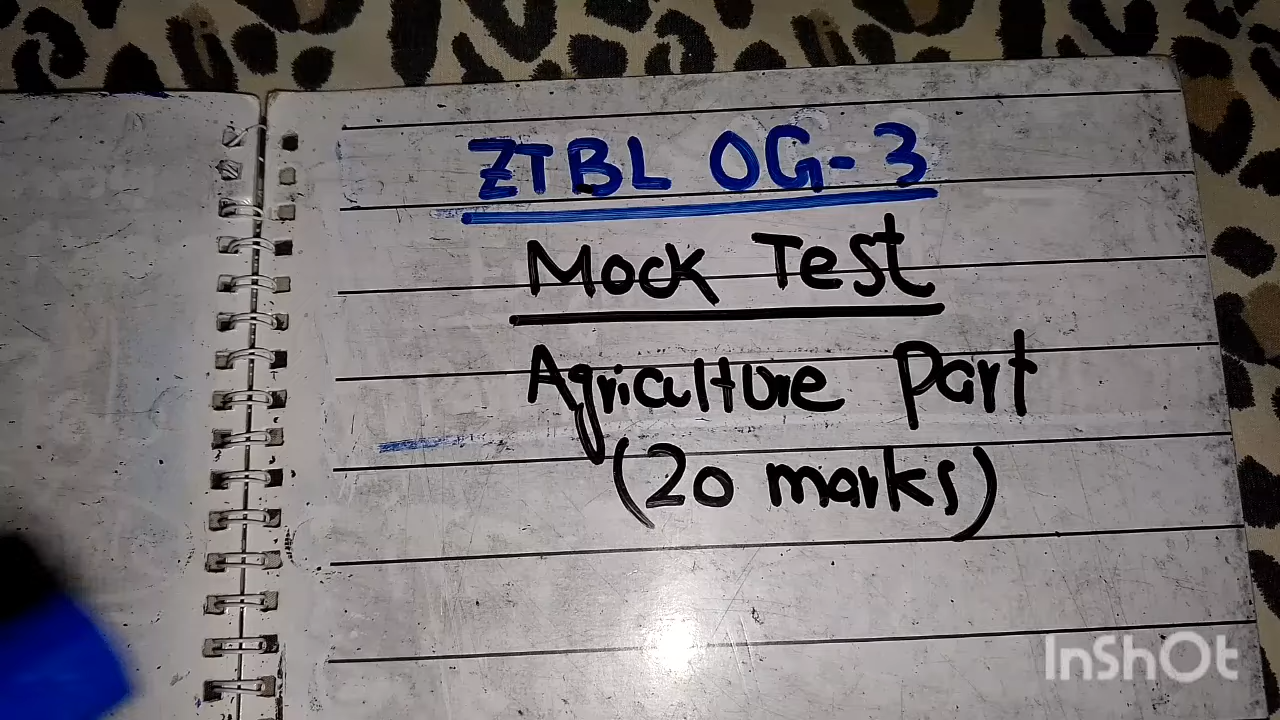 ZTBL OG-3
Mock Test
Agriculture Part
(20 marks)
InShOt